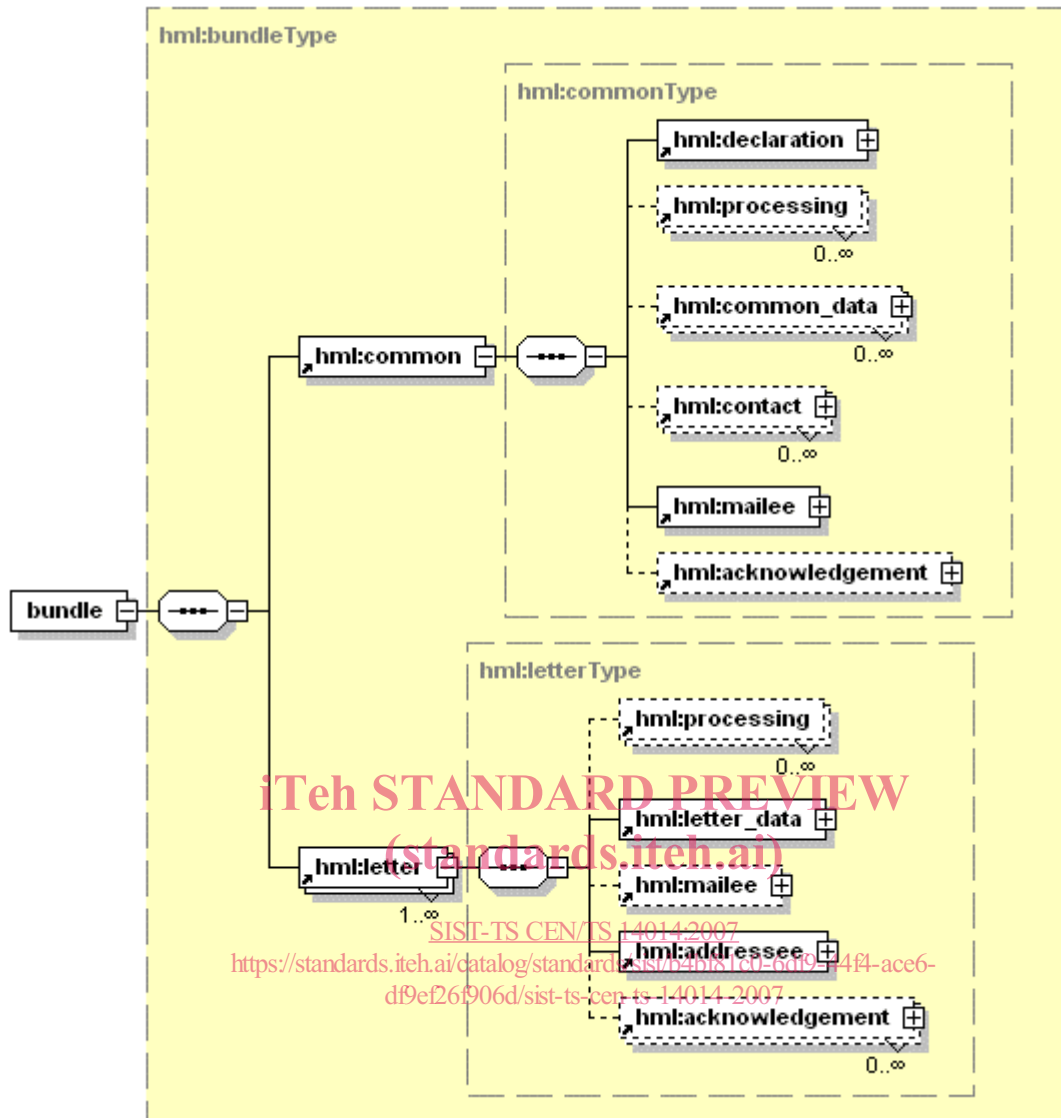 hml:bundleType
hml:commonType
hml:declaration
hml:processing
0..∞
hml:common_data
0..∞
hml:common
hml:contact
0..∞
hml:mailee
hml:acknowledgement
bundle
hml:letterType
hml:processing
0..∞
iTeh STANDARD PREVIEW
hml:letter_data
(standards.iteh.ai)
hml:letter
1..∞
hml:mailee
SIST-TS CEN/TS 14014:2007
hml:addressee
https://standards.iteh.ai/catalog/standards/sist/b4bf81c0-6df9-44f4-ace6-
df9ef26f906d/sist-ts-cen-ts-14014-2007
hml:acknowledgement
0..∞